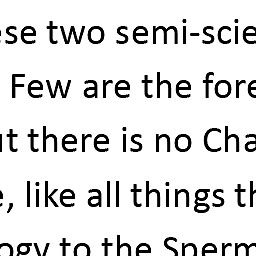 ese two semi-scie
Few are the fore
ut there is no Cha
e, like all things th
ogy to the Sperm